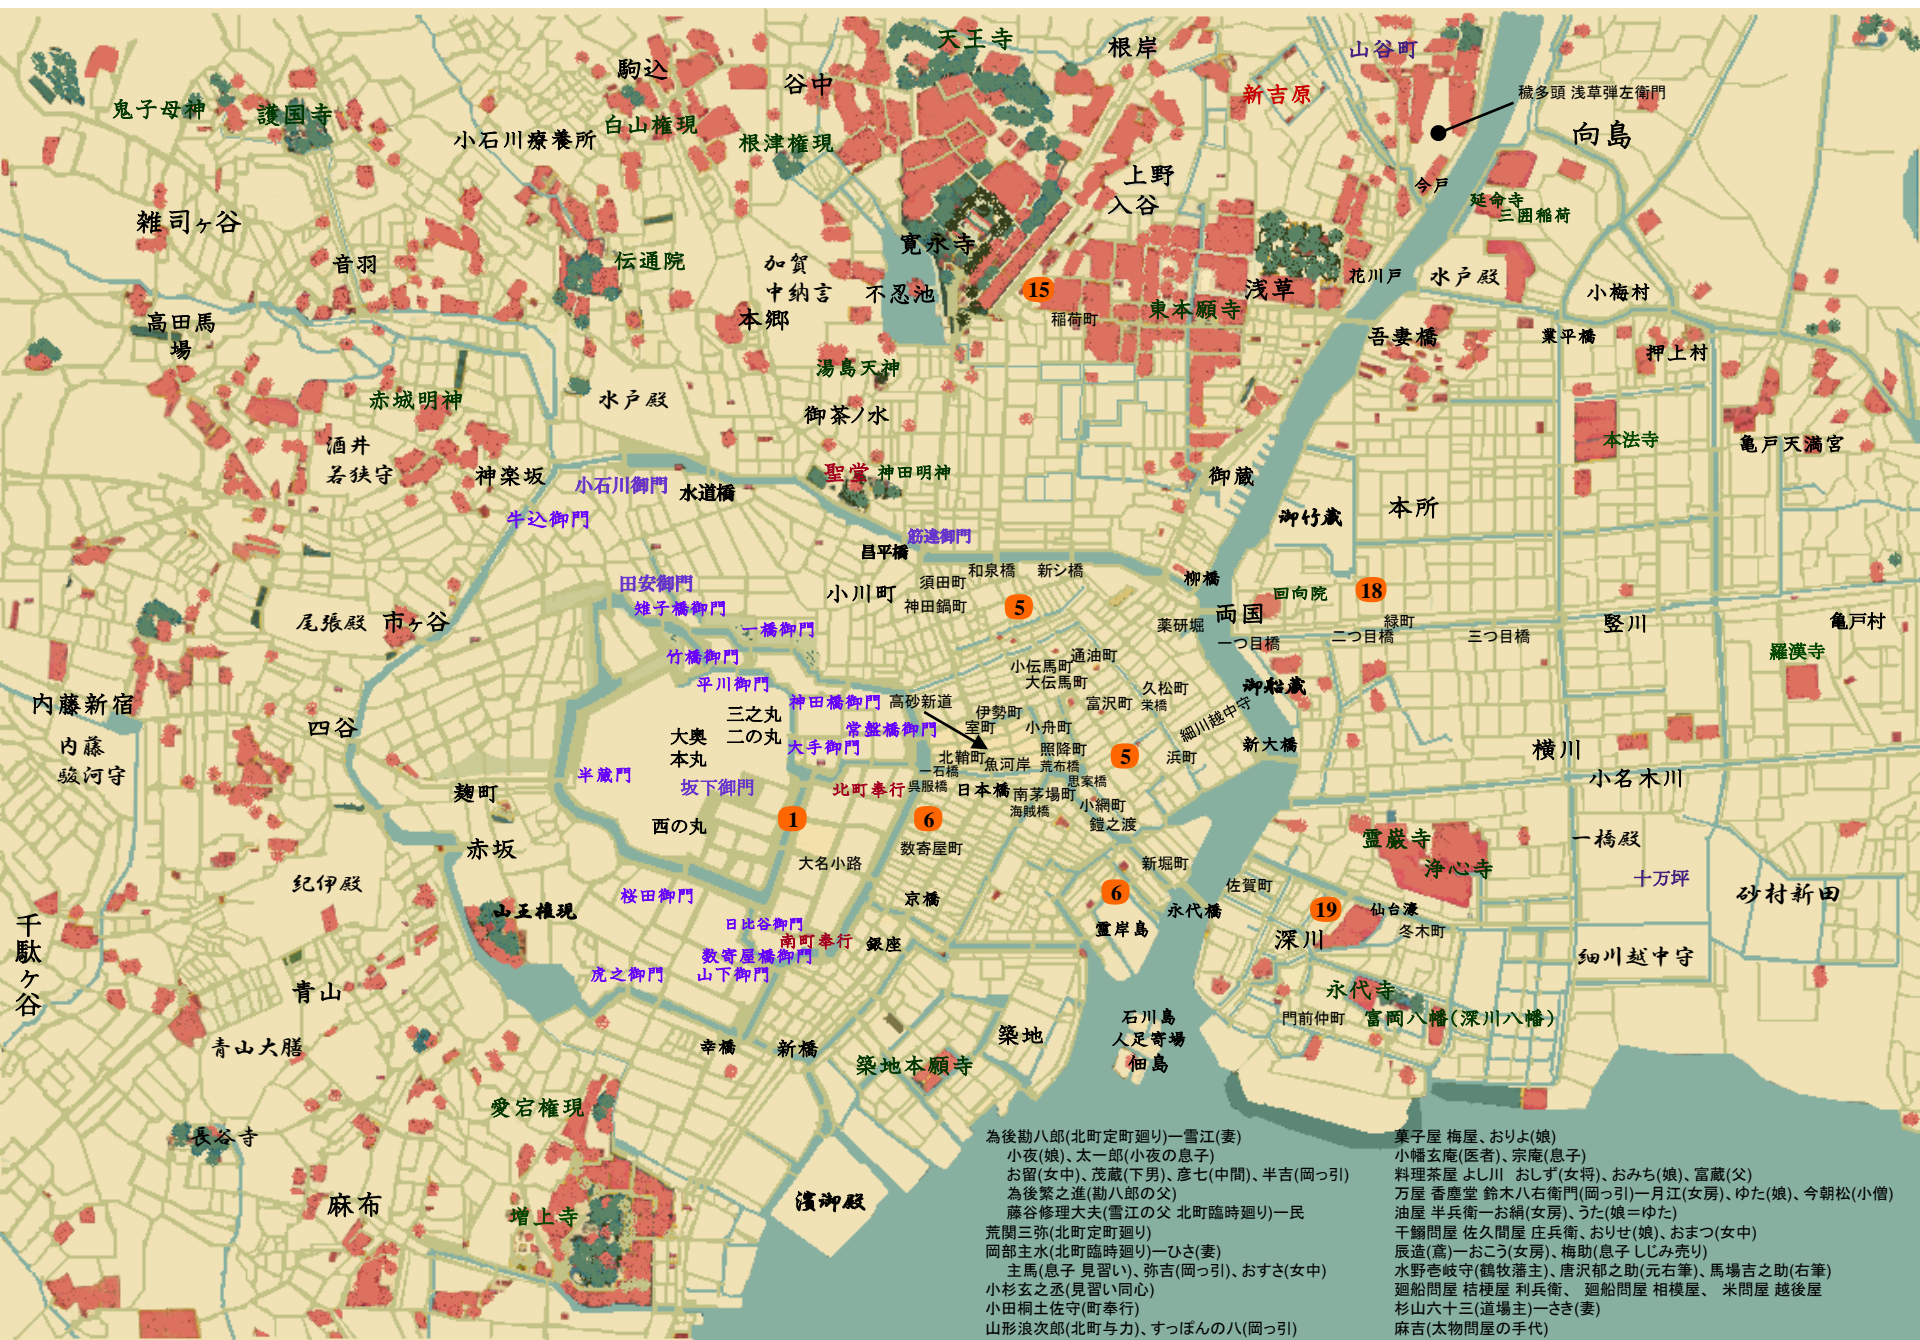 天王寺
根岸
山谷町
駒込
谷中
新吉原
穢多頭 浅草弾左衛門
鬼子母神
護国寺
小石川療養所
白山権現
根津権現
向島
上野
入谷
今戸
延命寺
三囲稲荷
雑司ヶ谷
音羽
伝通院
加賀
中納言
寛永寺
不忍池
本郷
15
稲荷町
東本願寺
浅草
花川戸
水戸殿
小梅村
高田馬
場
吾妻橋
業平橋
押上村
湯島天神
赤城明神
水戸殿
御茶ノ水
酒井
若狭守
神楽坂
小石川御門
水道橋
聖堂
神田明神
御蔵
本法寺
亀戸天満宮
牛込御門
御竹蔵
本所
筋違御門
昌平橋
和泉橋
新シ橋
柳橋
田安御門
雉子橋御門
小川町
須田町
神田鍋町
5
回向院
18
尾張殿
市ヶ谷
一橋御門
薬研堀
両国
一つ目橋
二つ目橋
緑町
三つ目橋
竪川
亀戸村
竹橋御門
平川御門
小伝馬町
通油町
大伝馬町
羅漢寺
内藤新宿
四谷
神田橋御門
高砂新道
久松町
栄橋
富沢町
御船蔵
三之丸
二の丸
常盤橋御門
伊勢町
室町
小舟町
細川越中守
大奥
本丸
大手御門
内藤
駿河守
半蔵門
坂下御門
北鞘町
一石橋
魚河岸
照降町
荒布橋
5
浜町
新大橋
横川
小名木川
麹町
北町奉行
呉服橋
日本橋
南茅場町
思案橋
海賊橋
小網町
鎧之渡
西の丸
1
6
赤坂
大名小路
数寄屋町
新堀町
霊巌寺
浄心寺
一橋殿
紀伊殿
桜田御門
京橋
6
佐賀町
十万坪
砂村新田
山王権現
日比谷御門
南町奉行
銀座
霊岸島
永代橋
19
仙台濠
冬木町
深川
千駄ヶ谷
数寄屋橋御門
虎之御門
山下御門
細川越中守
青山
永代寺
門前仲町
富岡八幡(深川八幡)
石川島
人足寄場
佃島
青山大膳
幸橋
新橋
築地
築地本願寺
愛宕権現
長谷寺
麻布
増上寺
濱御殿
為後勘八郎(北町定町廻り)ー雪江(妻)
小夜(娘)、太一郎(小夜の息子)
お留(女中)、茂蔵(下男)、彦七(中間)、半吉(岡っ引)
為後繁之進(勘八郎の父)
藤谷修理大夫(雪江の父 北町臨時廻り)ー民
荒関三弥(北町定町廻り)
岡部主水(北町臨時廻り)ーひさ(妻)
主馬(息子 見習い)、弥吉(岡っ引)、おすさ(女中)
小杉玄之丞(見習い同心)
小田桐土佐守(町奉行)
山形浪次郎(北町与力)、すっぽんの八(岡っ引)
菓子屋 梅屋、おりよ(娘)
小幡玄庵(医者)、宗庵(息子)
料理茶屋 よし川 おしず(女将)、おみち(娘)、富蔵(父)
万屋 香塵堂 鈴木八右衛門(岡っ引)ー月江(女房)、ゆた(娘)、今朝松(小僧)
油屋 半兵衛ーお絹(女房)、うた(娘=ゆた)
干鰯問屋 佐久間屋 庄兵衛、おりせ(娘)、おまつ(女中)
辰造(鳶)ーおこう(女房)、梅助(息子 しじみ売り)
水野壱岐守(鶴牧藩主)、唐沢郁之助(元右筆)、馬場吉之助(右筆)
廻船問屋 桔梗屋 利兵衛、 廻船問屋 相模屋、 米問屋 越後屋
杉山六十三(道場主)ーさき(妻)
麻吉(太物問屋の手代)